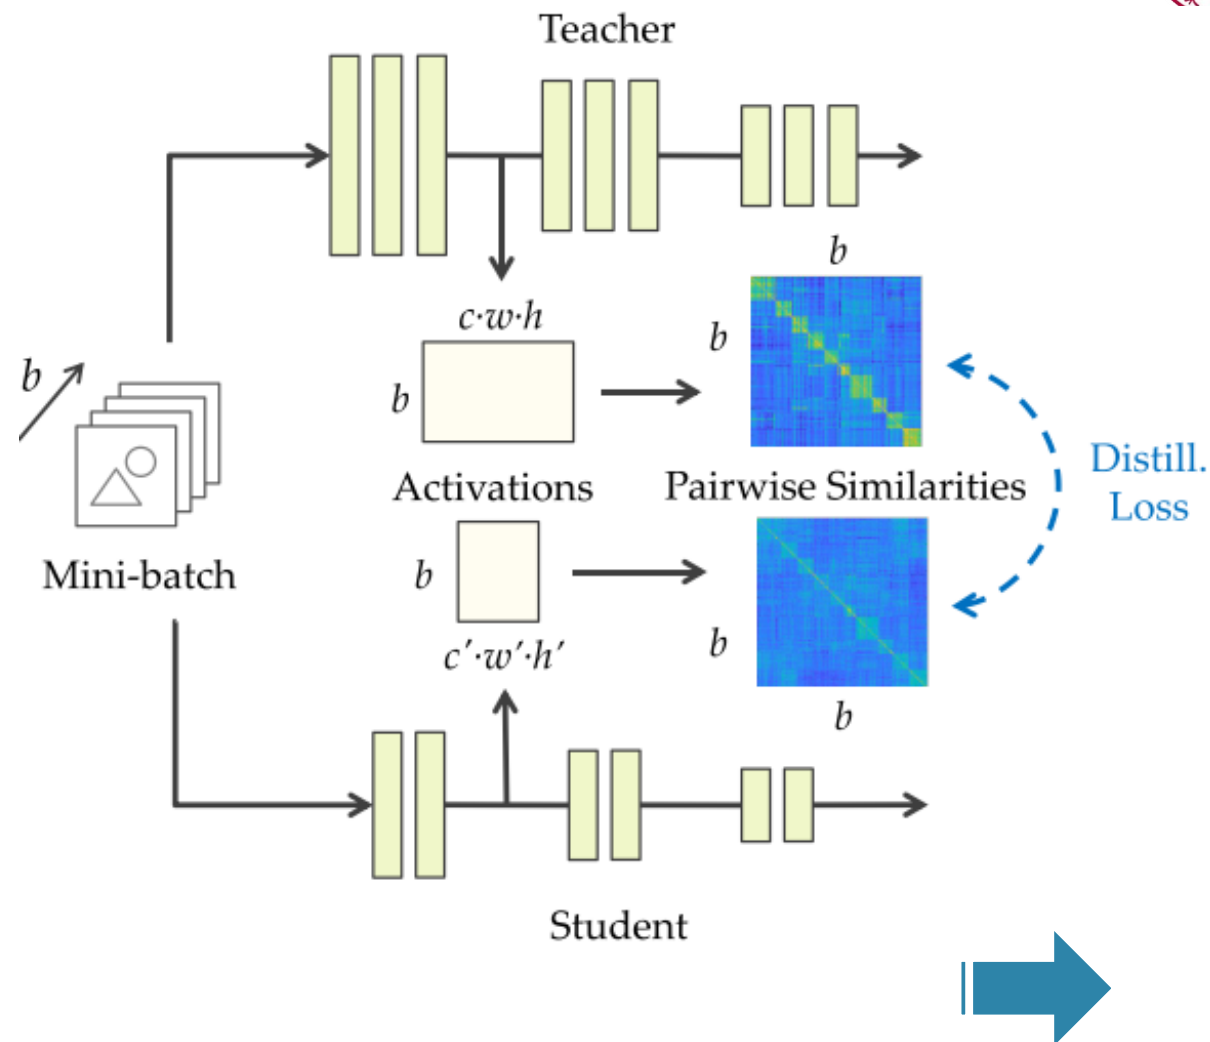 Teacher
b
c·w·h
b
b
b
Activations
Pairwise Similarities
Distill.
Loss
Mini-batch
b
b
c′·w′·h′
b
Student